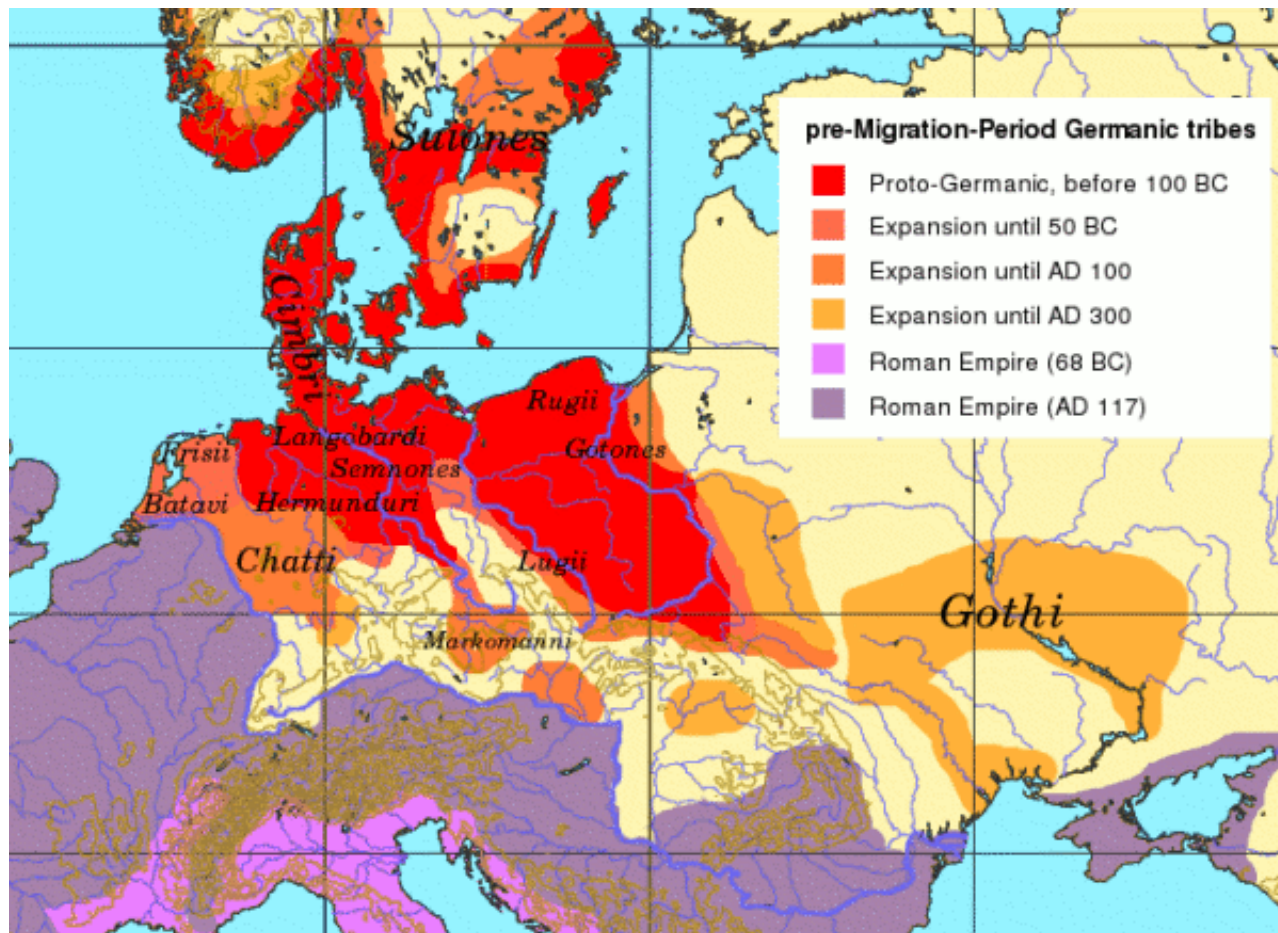 Suiones
pre-Migration-Period Germanic tribes
Proto-Germanic, before 100 BC
Expansion until 50 BC
Expansion until AD 100
Expansion until AD 300
Roman Empire (68 BC)
Roman Empire (AD 117)
Cimbri
Rugii
Langobardi
Gotones
Frisii
Semnones
Batavi
Hermunduri
Chatti
Lugii
Gothi
Markomanni